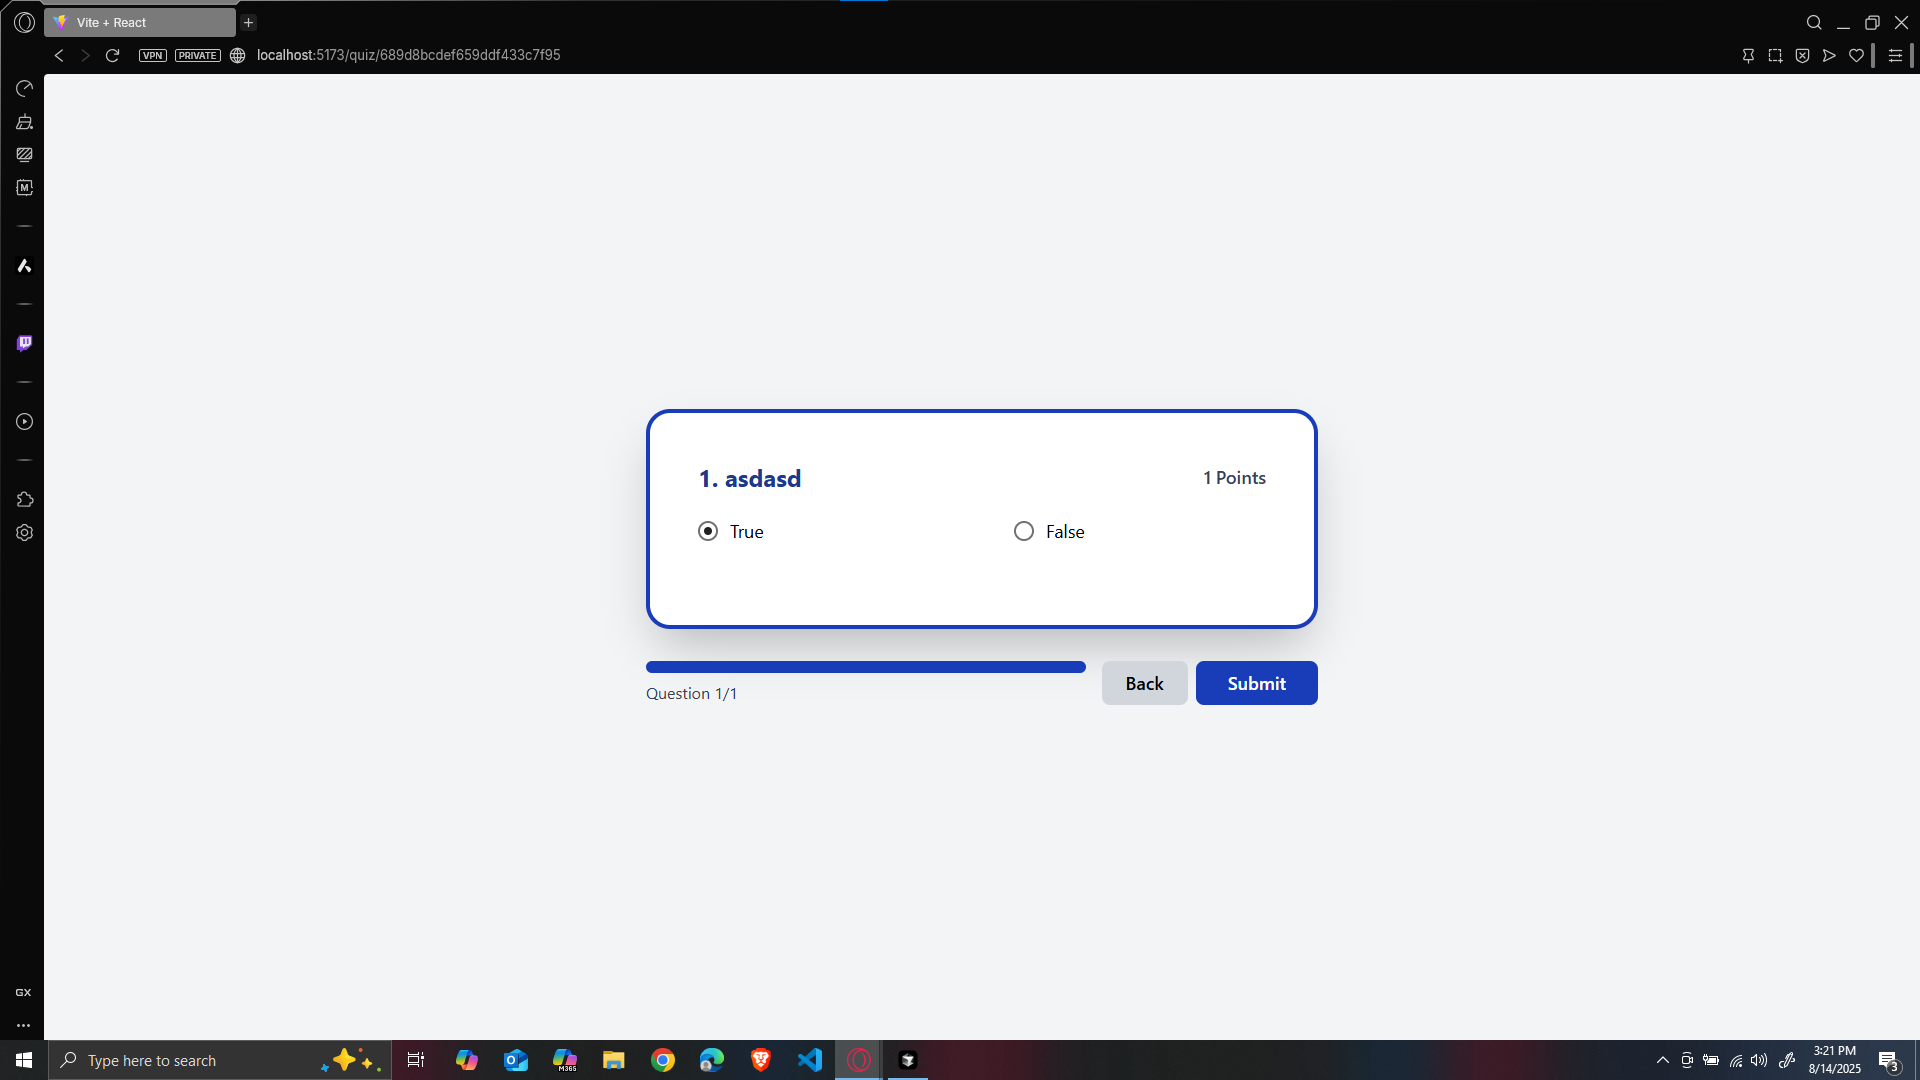 Vite + React
VPN PRIVATE localhost:5173/quiz/689d8bcdef659ddf433c7f95
M
1. asdasd
1 Points
True
False
Question 1/1
Back
Submit
GX
Type here to search
M365
3:21 PM
8/14/2025
3